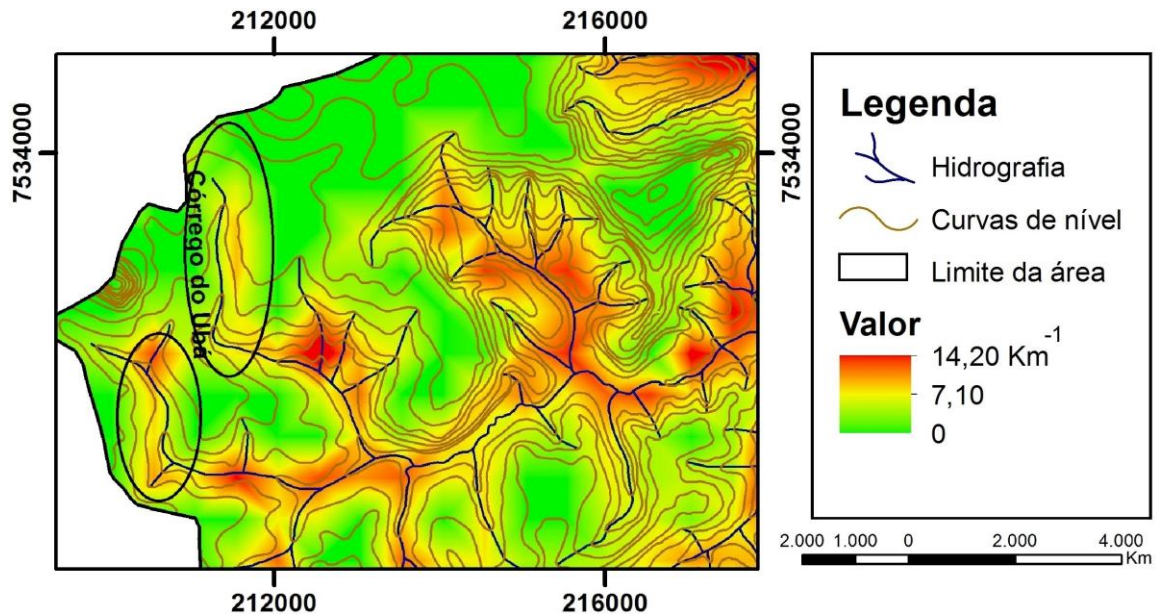 212000 216000
7534000
7534000
Córrego do Ubá
212000 216000
Legenda
Hidrografia
Curvas de nível
Limite da área
Valor
14,20 Km⁻¹
7,10
0
2.000 1.000 0 2.000 4.000
Km